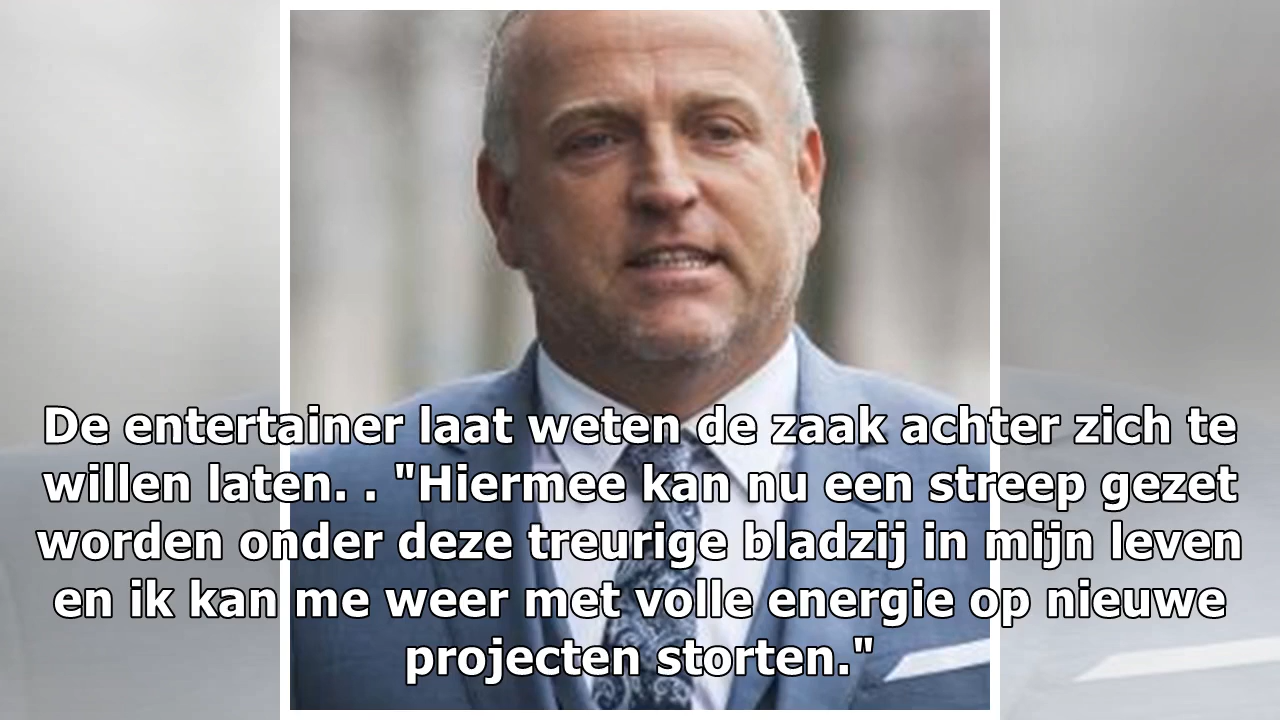 De entertainer laat weten de zaak achter zich te
willen laten. . "Hiermee kan nu een streep gezet
worden onder deze treurige bladzij in mijn leven
en ik kan me weer met volle energie op nieuwe
projecten storten."